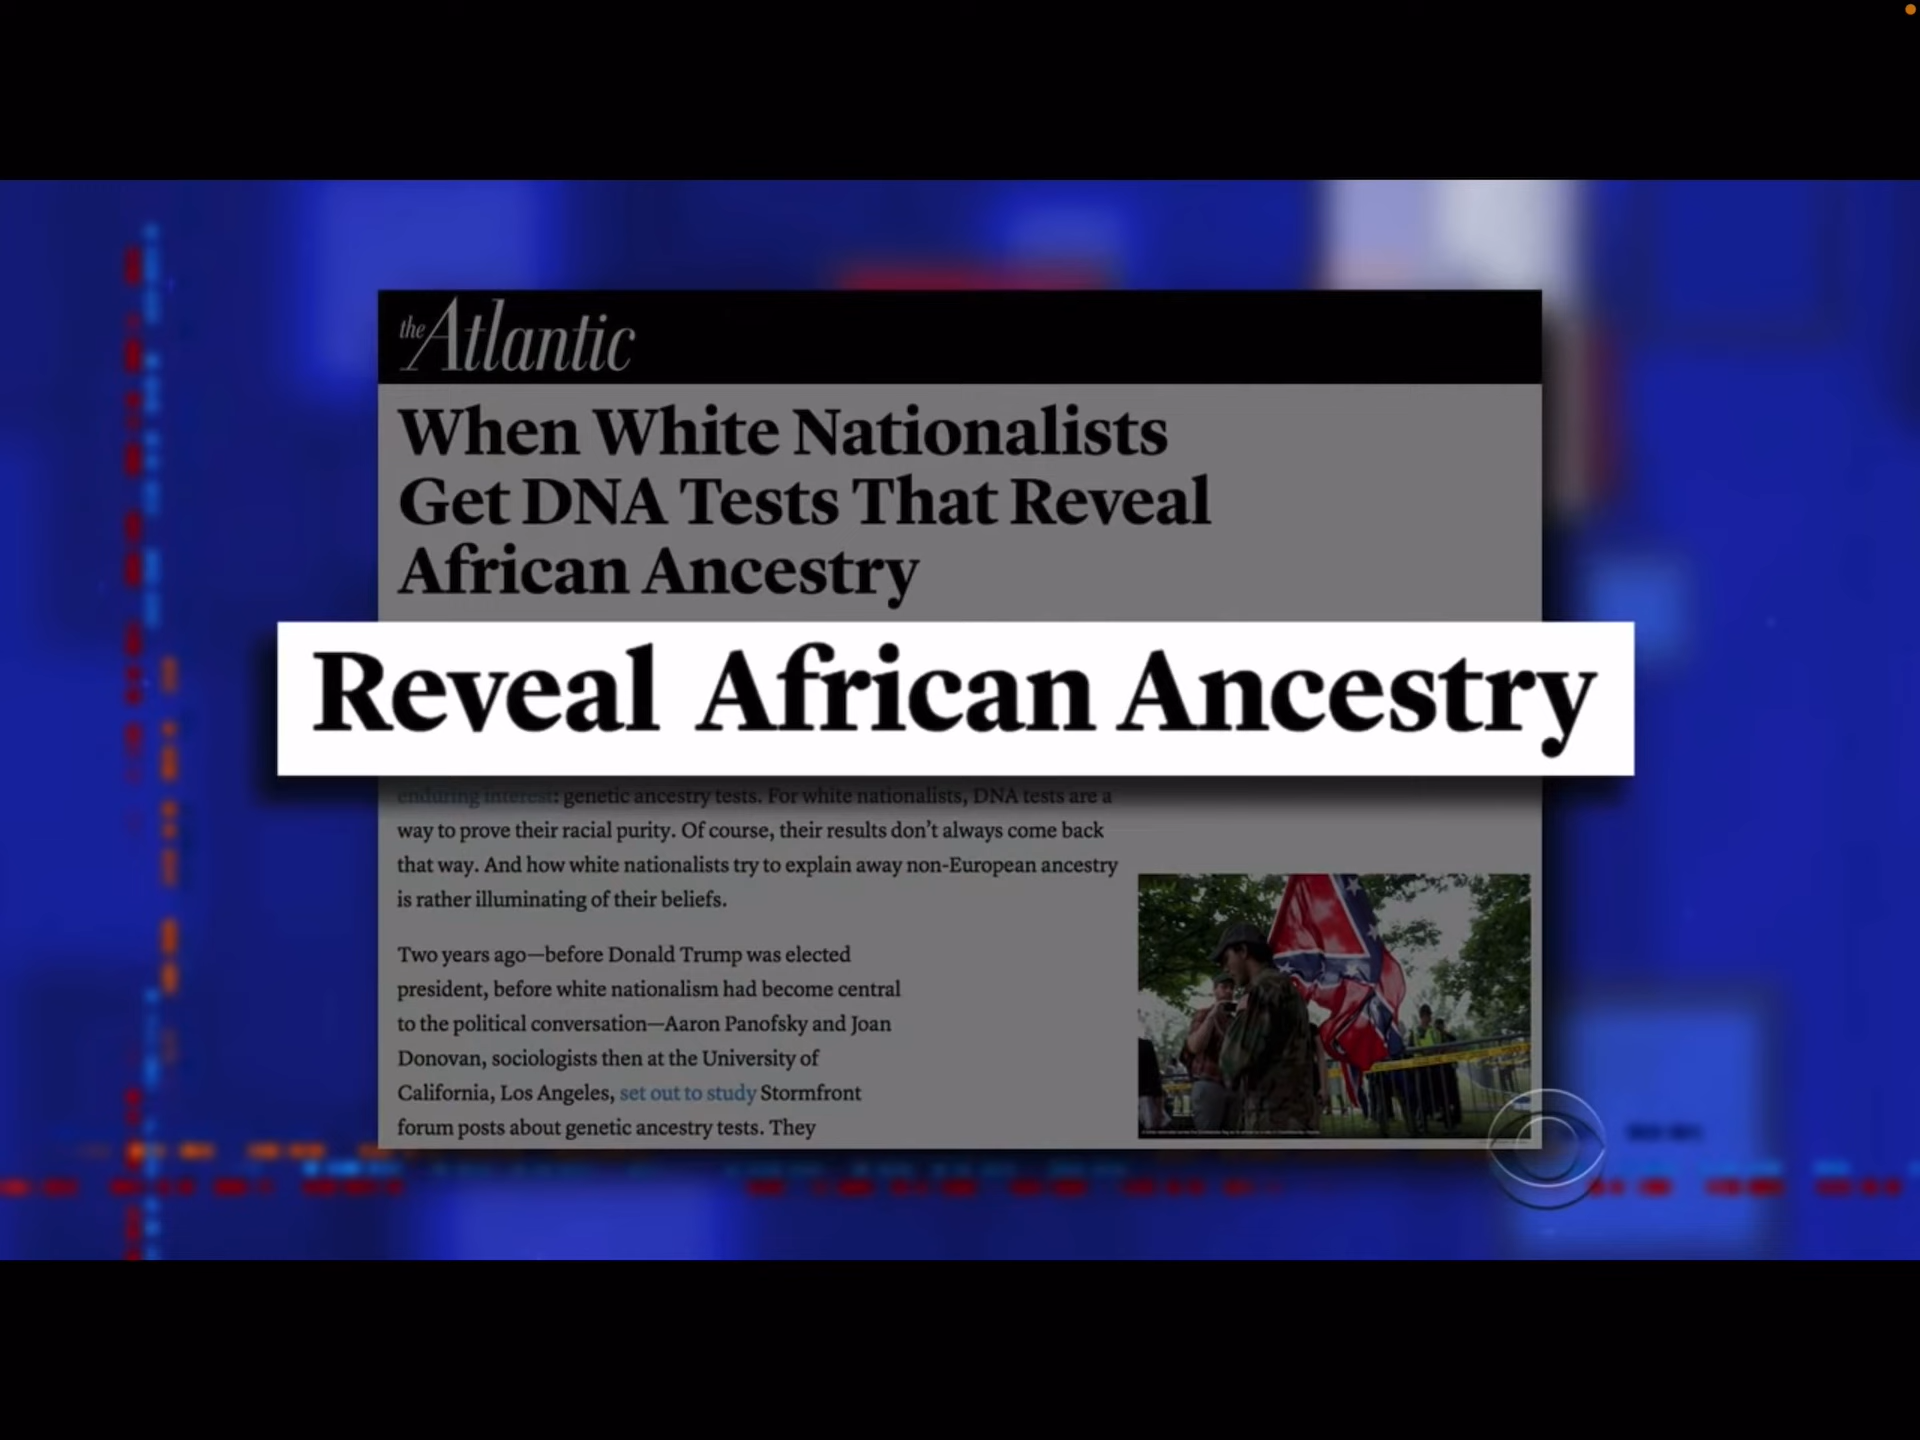 the Atlantic
When White Nationalists
Get DNA Tests That Reveal
African Ancestry
Reveal African Ancestry
enduring interest: genetic ancestry tests. For white nationalists, DNA tests are a
way to prove their racial purity. Of course, their results don’t always come back
that way. And how white nationalists try to explain away non-European ancestry
is rather illuminating of their beliefs.
Two years ago—before Donald Trump was elected
president, before white nationalism had become central
to the political conversation—Aaron Panofsky and Joan
Donovan, sociologists then at the University of
California, Los Angeles, set out to study Stormfront
forum posts about genetic ancestry tests. They